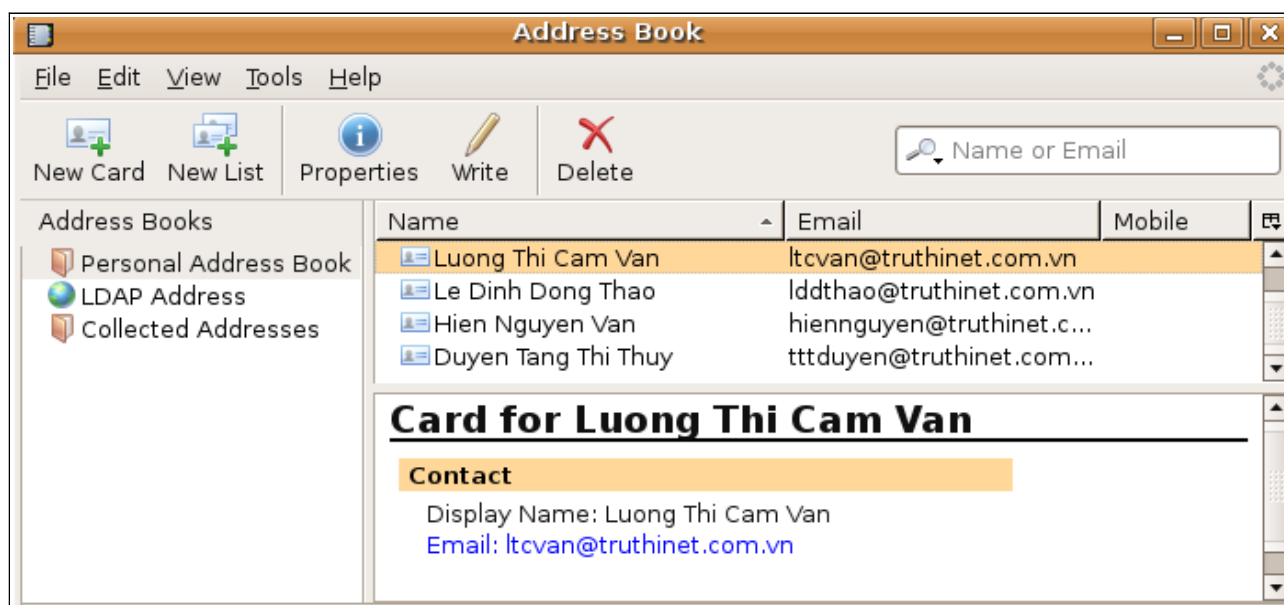 Address Book
File Edit View Tools Help
New Card New List Properties Write Delete
Name or Email
Address Books
Personal Address Book
LDAP Address
Collected Addresses
Name Email Mobile
Luong Thi Cam Van ltcvan@truthinet.com.vn
Le Dinh Dong Thao lddthao@truthinet.com.vn
Hien Nguyen Van hiennguyen@truthinet.c...
Duyen Tang Thi Thuy tttduyen@truthinet.com...
Card for Luong Thi Cam Van
Contact
Display Name: Luong Thi Cam Van
Email: ltcvan@truthinet.com.vn